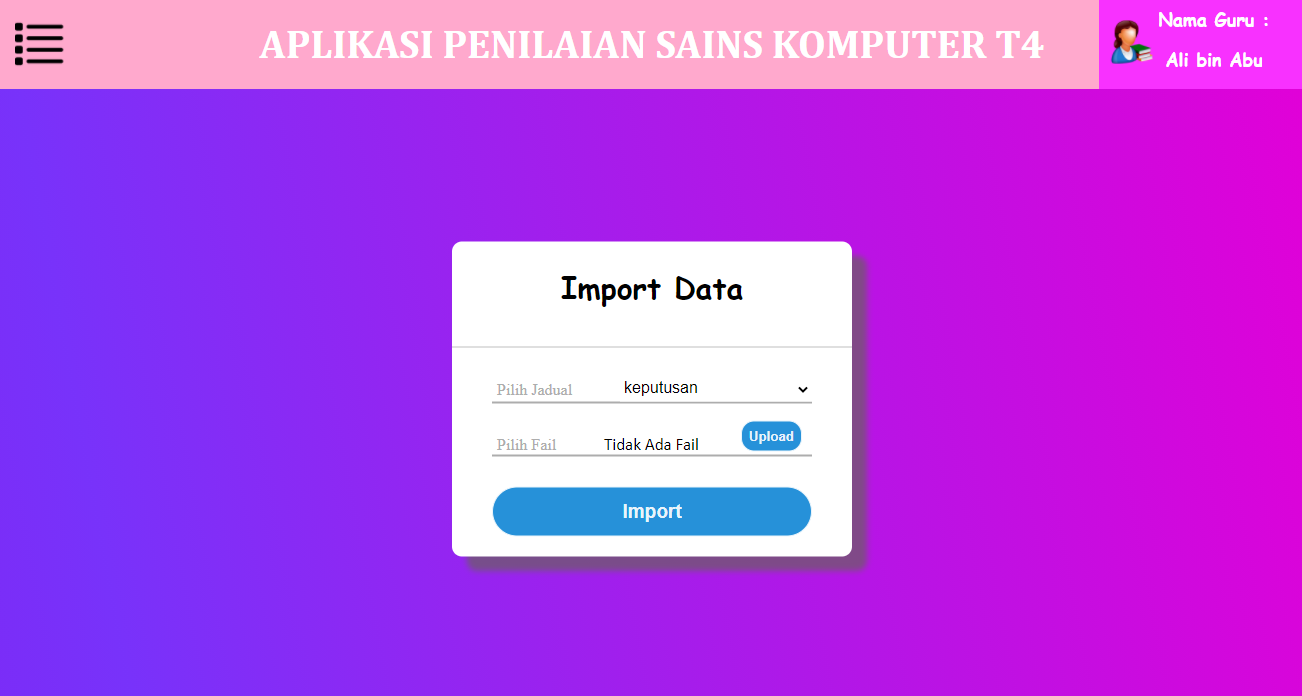 APLIKASI PENILAIAN SAINS KOMPUTER T4
Nama Guru :
Ali bin Abu
Import Data
Pilih Jadual keputusan
Pilih Fail Tidak Ada Fail Upload
Import